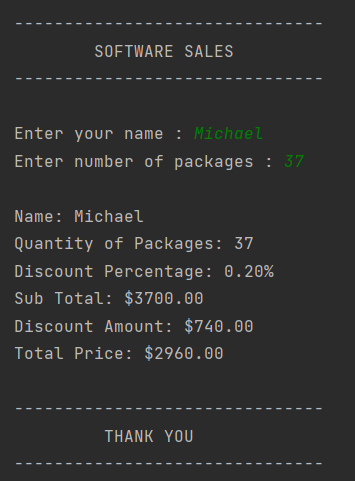 -------------------------------
SOFTWARE SALES
-------------------------------
Enter your name : Michael
Enter number of packages : 37
Name: Michael
Quantity of Packages: 37
Discount Percentage: 0.20%
Sub Total: $3700.00
Discount Amount: $740.00
Total Price: $2960.00
-------------------------------
THANK YOU
-------------------------------